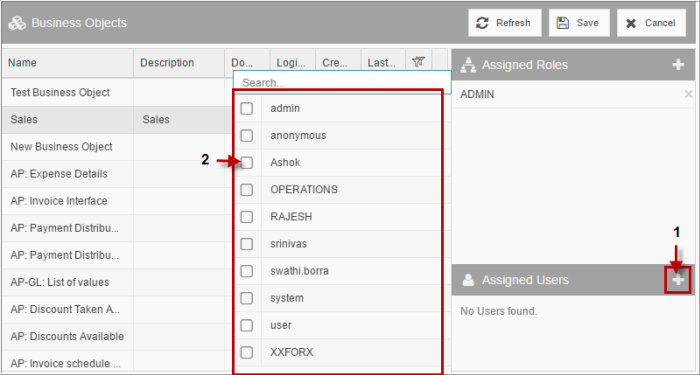 Business Objects
Refresh Save Cancel
Name Description Do... Logi... Cre... Last...
Assigned Roles
Search...
Test Business Object
ADMIN
admin
Sales Sales
anonymous
New Business Object
2
Ashok
AP: Expense Details
OPERATIONS
AP: Invoice Interface
RAJESH
AP: Payment Distribu...
1
srinivas
AP: Payment Distribu...
swathi.borra
AP-GL: List of values
Assigned Users
system
AP: Discount Taken A...
No Users found.
user
AP: Discounts Available
XXFORX
AP: Invoice schedule ...